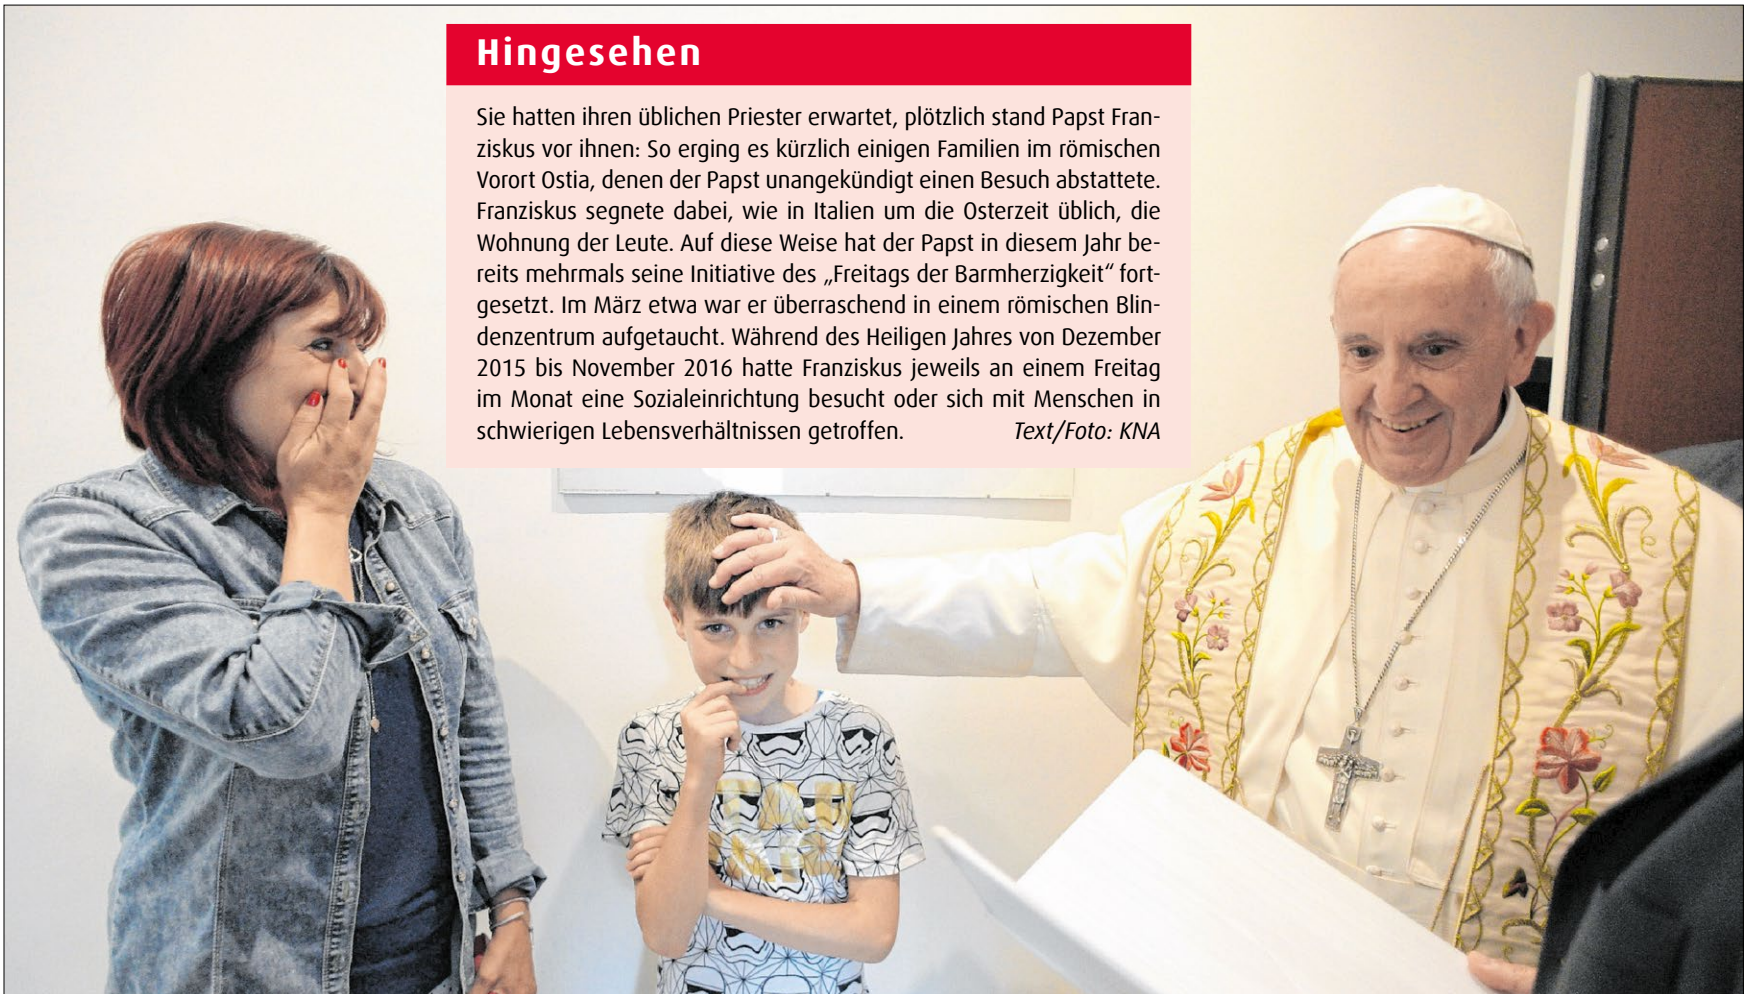 Hingesehen
Sie hatten ihren üblichen Priester erwartet, plötzlich stand Papst Fran-
ziskus vor ihnen: So erging es kürzlich einigen Familien im römischen
Vorort Ostia, denen der Papst unangekündigt einen Besuch abstattete.
Franziskus segnete dabei, wie in Italien um die Osterzeit üblich, die
Wohnung der Leute. Auf diese Weise hat der Papst in diesem Jahr be-
reits mehrmals seine Initiative des „Freitags der Barmherzigkeit“ fort-
gesetzt. Im März etwa war er überraschend in einem römischen Blin-
denzentrum aufgetaucht. Während des Heiligen Jahres von Dezember
2015 bis November 2016 hatte Franziskus jeweils an einem Freitag
im Monat eine Sozialeinrichtung besucht oder sich mit Menschen in
schwierigen Lebensverhältnissen getroffen. Text/Foto: KNA